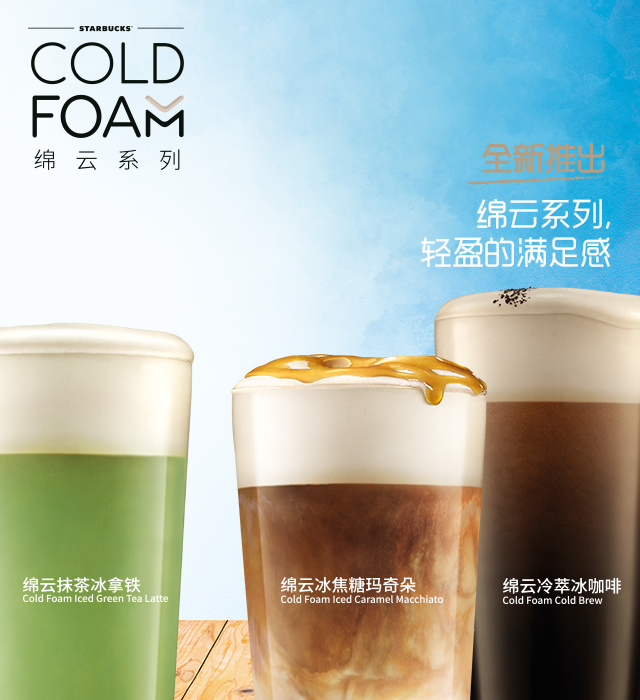 STARBUCKS
COLD
FOAM
绵云系列
全新推出
绵云系列,
轻盈的满足感
绵云抹茶冰拿铁
Cold Foam Iced Green Tea Latte
绵云冰焦糖玛奇朵
Cold Foam Iced Caramel Macchiato
绵云冷萃冰咖啡
Cold Foam Cold Brew